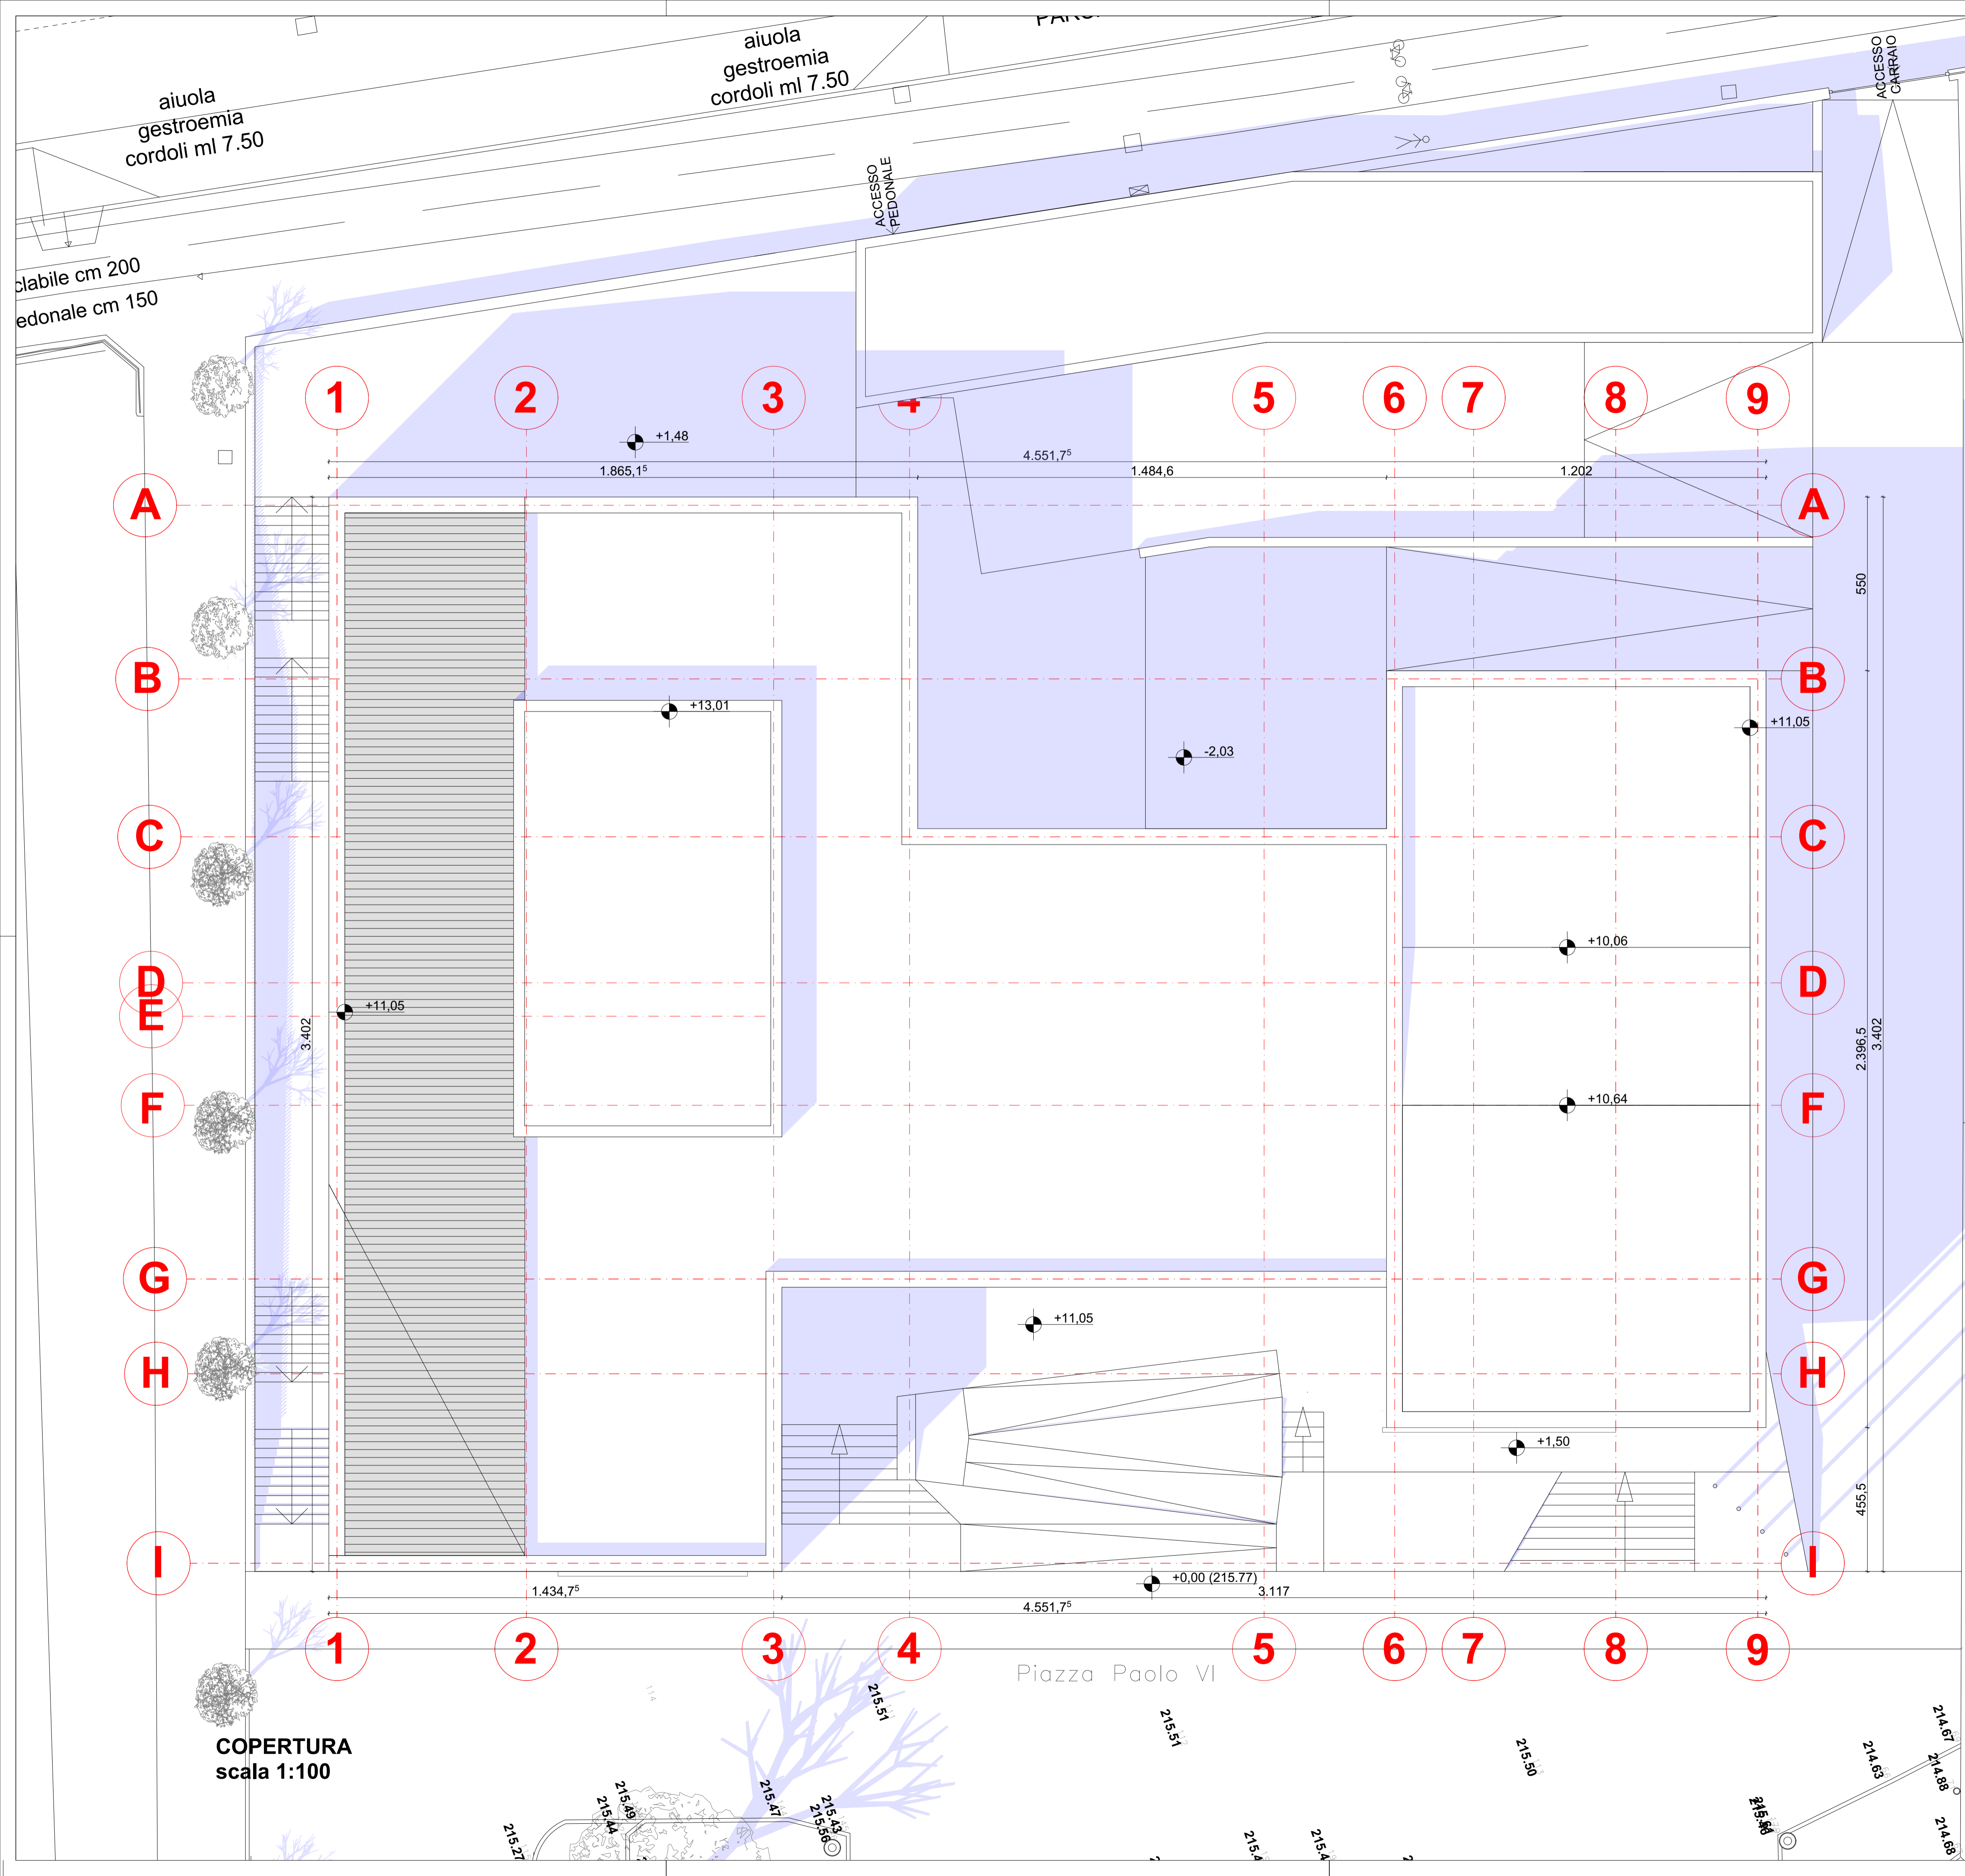 aiuola
gestroemia
cordoli ml 7.50
aiuola
gestroemia
cordoli ml 7.50
ACCESSO
CARRAIO
ACCESSO
PEDONALE
clabile cm 200
edonale cm 150
1
2
3
4
5
6
7
8
9
+1,48
4.551,7⁵
1.865,1⁵
1.484,6
1.202
A
A
550
B
B
+13,01
+11,05
-2,03
C
C
+10,06
D
D
E
+11,05
3.402
2.396,5
3.402
F
F
+10,64
G
G
+11,05
H
H
+1,50
455,5
I
I
+0,00 (215.77)
1.434,7⁵
3.117
4.551,7⁵
1
2
3
4
5
6
7
8
9
Piazza Paolo VI
114
215.51
215.51
215.50
214.67
214.63
214.88
COPERTURA
scala 1:100
215.49
215.44
215.47
215.43
215.56
215.27
214.68